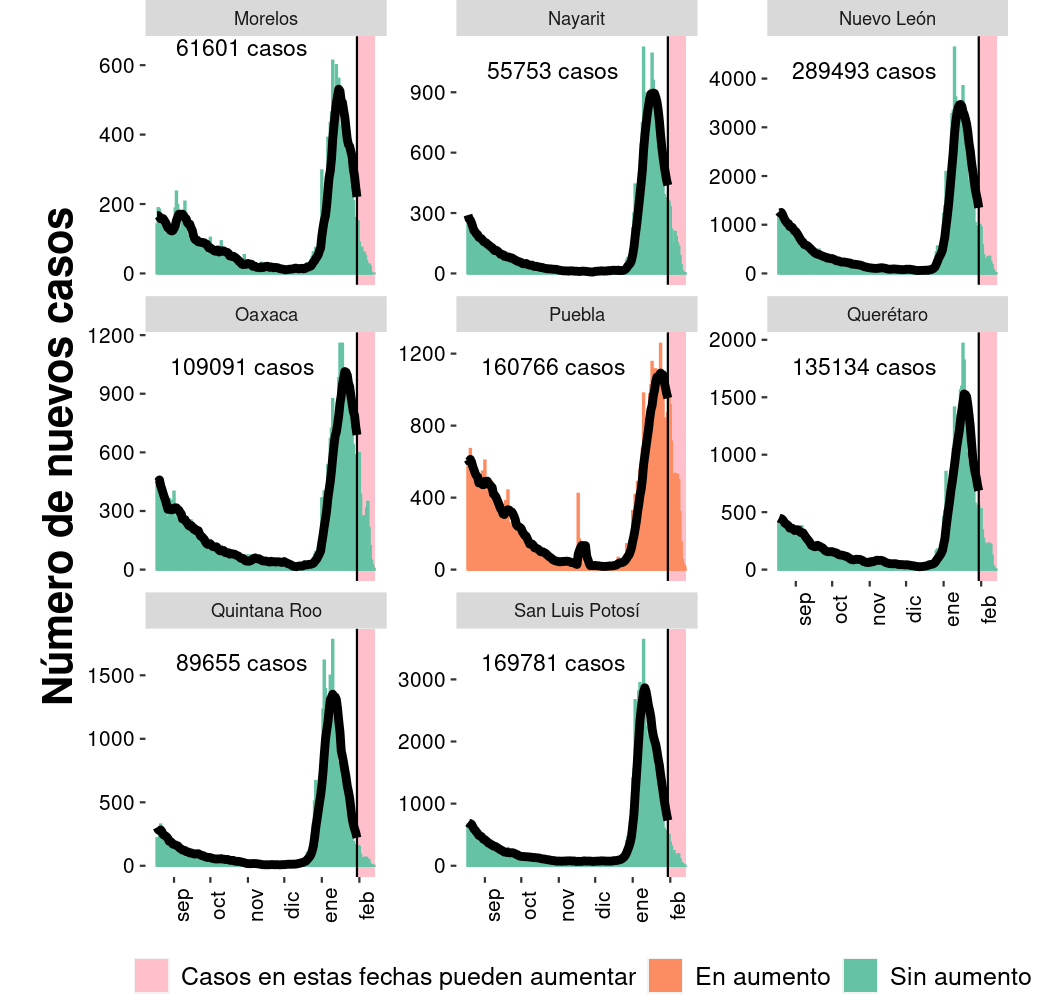 Número de nuevos casos
Morelos
61601 casos
600
400
200
0
Nayarit
55753 casos
900
600
300
0
Nuevo León
289493 casos
4000
3000
2000
1000
0
Oaxaca
109091 casos
1200
900
600
300
0
Puebla
160766 casos
1200
800
400
0
Querétaro
135134 casos
2000
1500
1000
500
0
sep oct nov dic ene feb
Quintana Roo
89655 casos
1500
1000
500
0
sep oct nov dic ene feb
San Luis Potosí
169781 casos
3000
2000
1000
0
sep oct nov dic ene feb
Casos en estas fechas pueden aumentar En aumento Sin aumento